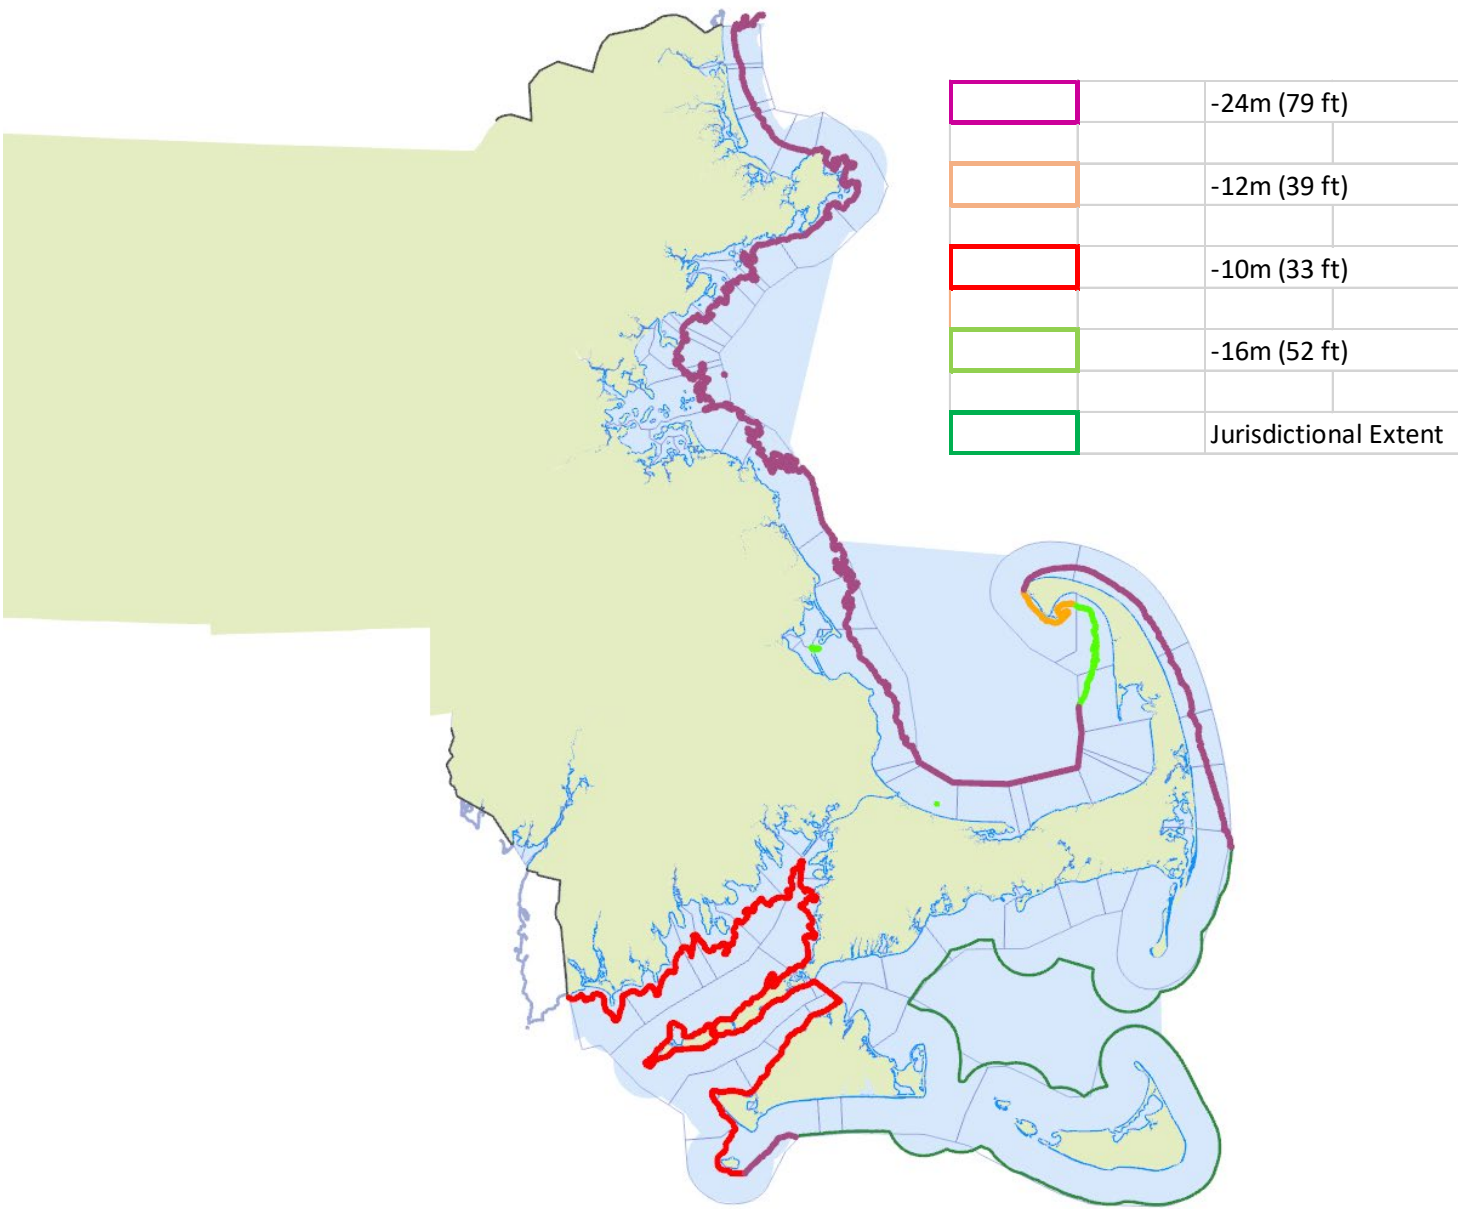 -24m (79 ft)
-12m (39 ft)
-10m (33 ft)
-16m (52 ft)
Jurisdictional Extent